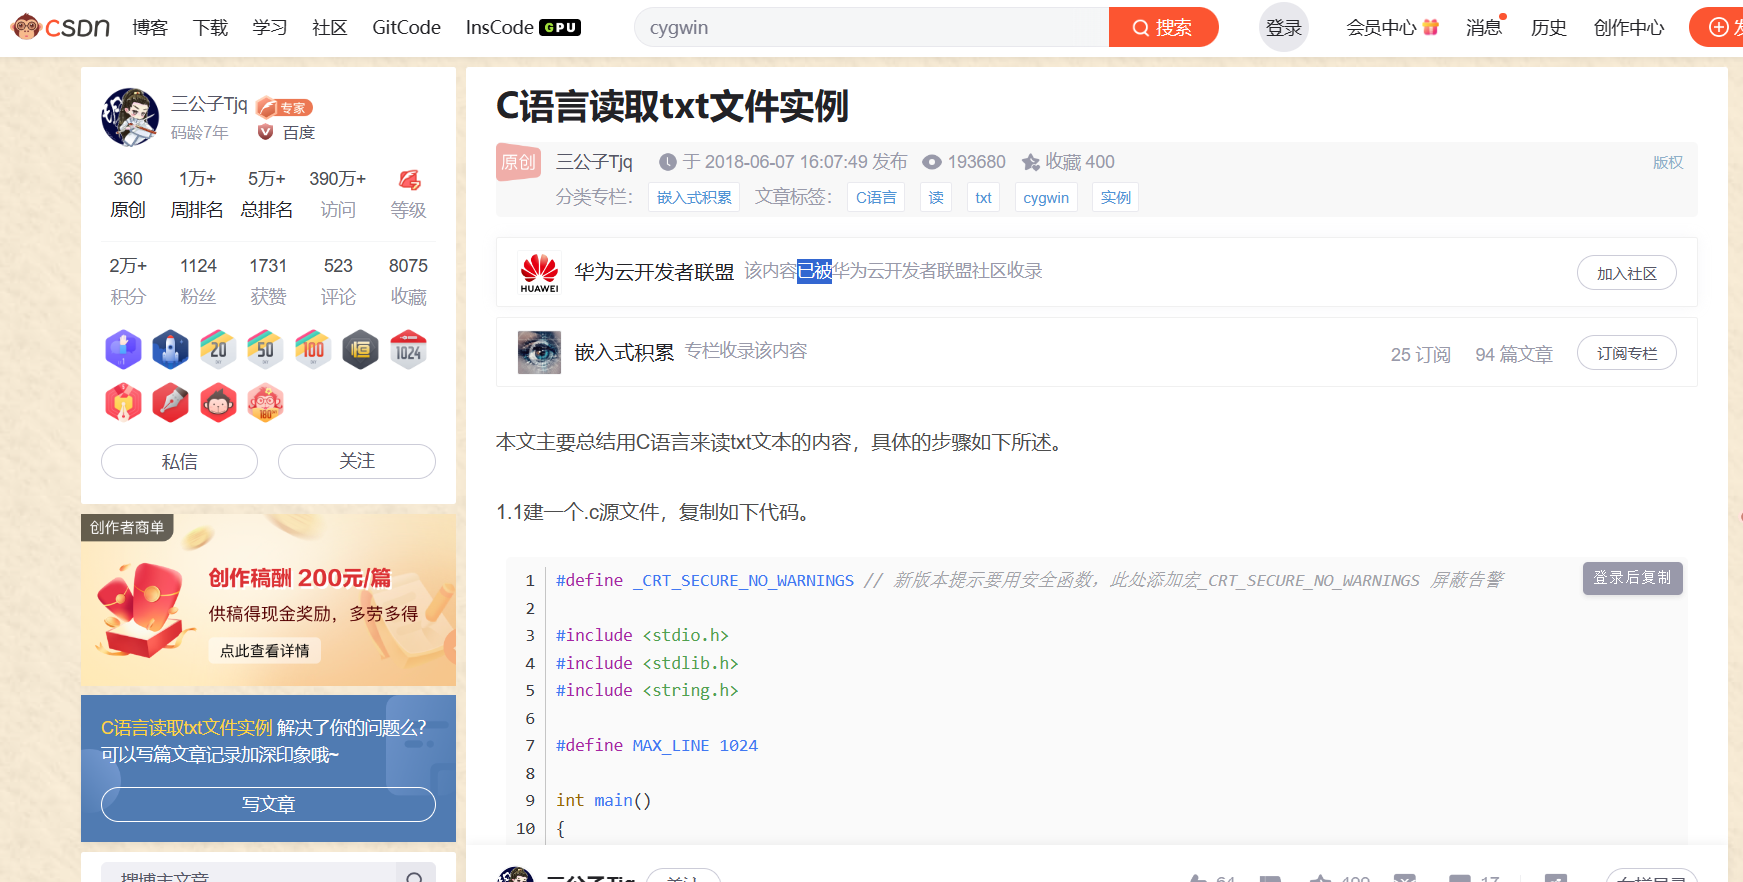 CSDN 博客 下载 学习 社区 GitCode InsCode GPU cygwin 搜索 登录 会员中心 消息 历史 创作中心
三公子Tjq 专家
码龄7年 百度
360 1万+ 5万+ 390万+
原创 周排名 总排名 访问 等级
2万+ 1124 1731 523 8075
积分 粉丝 获赞 评论 收藏
20 50 100 1024
180
私信 关注
创作者商单
创作稿酬 200元/篇
供稿得现金奖励，多劳多得
点此查看详情
C语言读取txt文件实例 解决了你的问题么?
可以写篇文章记录加深印象哦~
写文章
搜博主文章
C语言读取txt文件实例
原创 三公子Tjq 于 2018-06-07 16:07:49 发布 193680 收藏 400
版权
分类专栏： 嵌入式积累 文章标签： C语言 读 txt cygwin 实例
HUAWEI 华为云开发者联盟 该内容已被华为云开发者联盟社区收录 加入社区
嵌入式积累 专栏收录该内容 25 订阅 94 篇文章 订阅专栏
本文主要总结用C语言来读txt文本的内容，具体的步骤如下所述。
1.1建一个.c源文件，复制如下代码。
登录后复制
1 #define _CRT_SECURE_NO_WARNINGS // 新版本提示要用安全函数，此处添加宏_CRT_SECURE_NO_WARNINGS 屏蔽告警
2
3 #include <stdio.h>
4 #include <stdlib.h>
5 #include <string.h>
6
7 #define MAX_LINE 1024
8
9 int main()
10 {
三公子Tjq